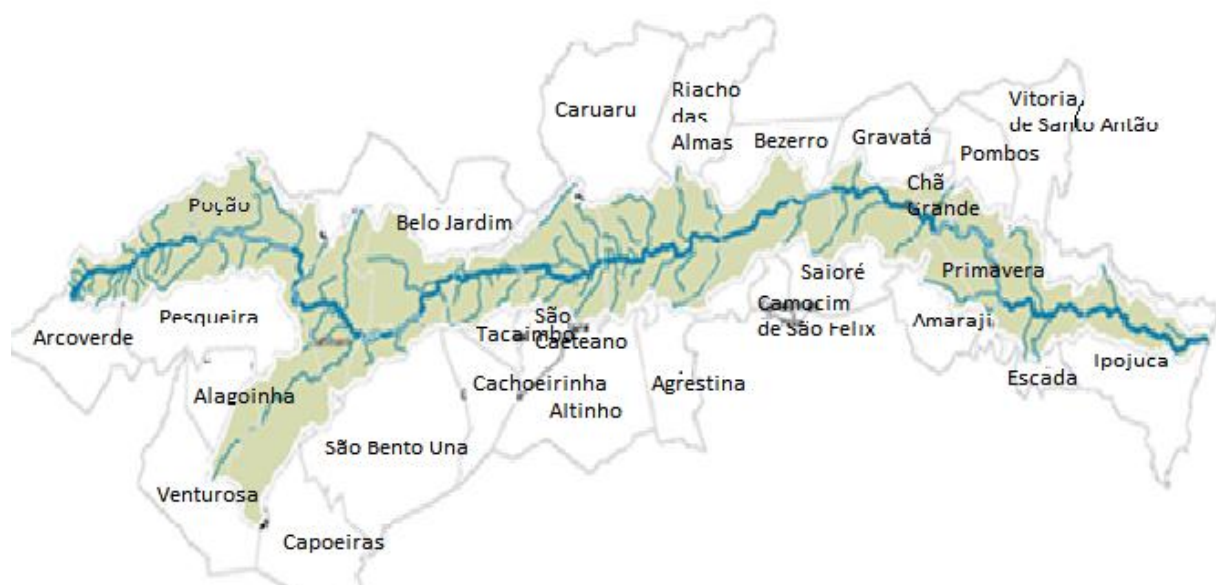 Caruaru
Riacho
das
Almas
Bezerro
Gravatá
Vitoria
de Santo Antão
Pombos
Poção
Belo Jardim
Chã
Grande
Pesqueira
Arcoverde
Alagoinha
São
Caeteano
Tacaimbo
Saioré
Camocim
de São Felix
Primavera
Amaraji
Cachoeirinha
Altinho
Agrestina
Escada
Ipojuca
São Bento Una
Venturosa
Capoeiras